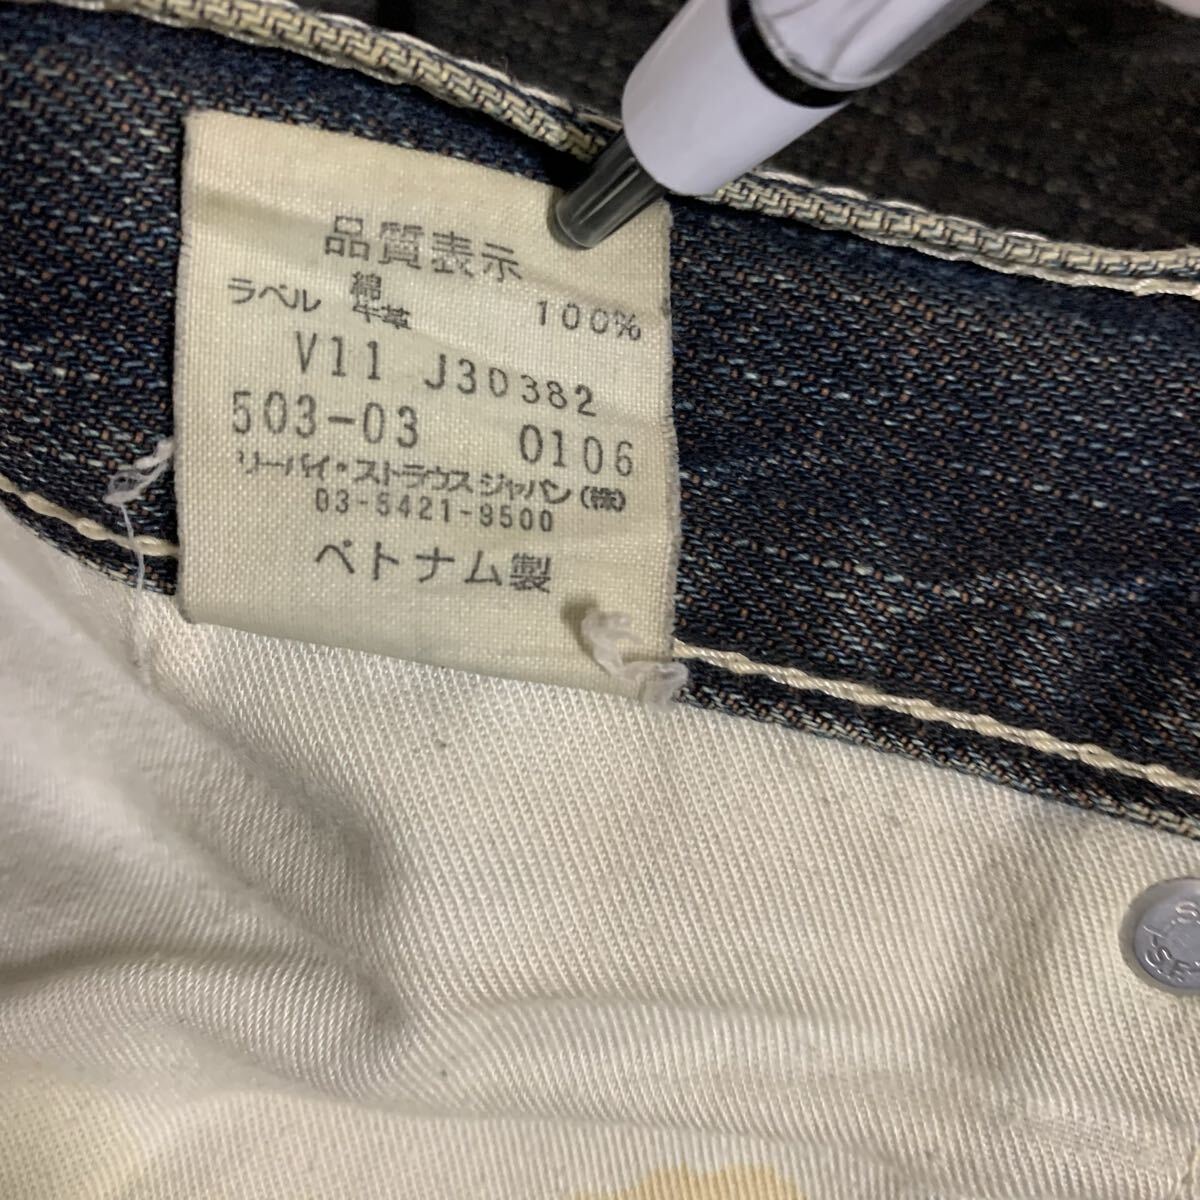 品質表示
綿 100%
ラベル 牛革
V11 J30382
503-03 0106
リーバイ・ストラウス ジャパン(株)
03-5421-9500
ベトナム製